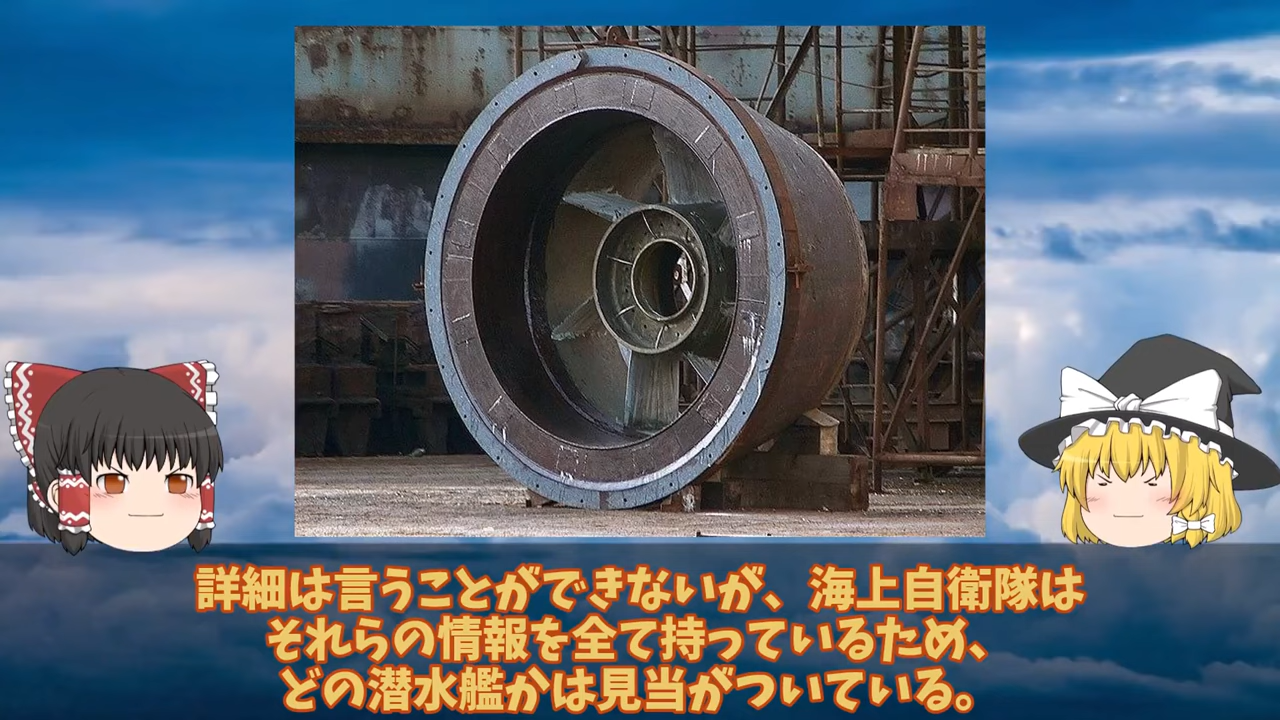 詳細は言うことができないが、海上自衛隊は
それらの情報を全て持っているため、
どの潜水艦かは見当がついている。